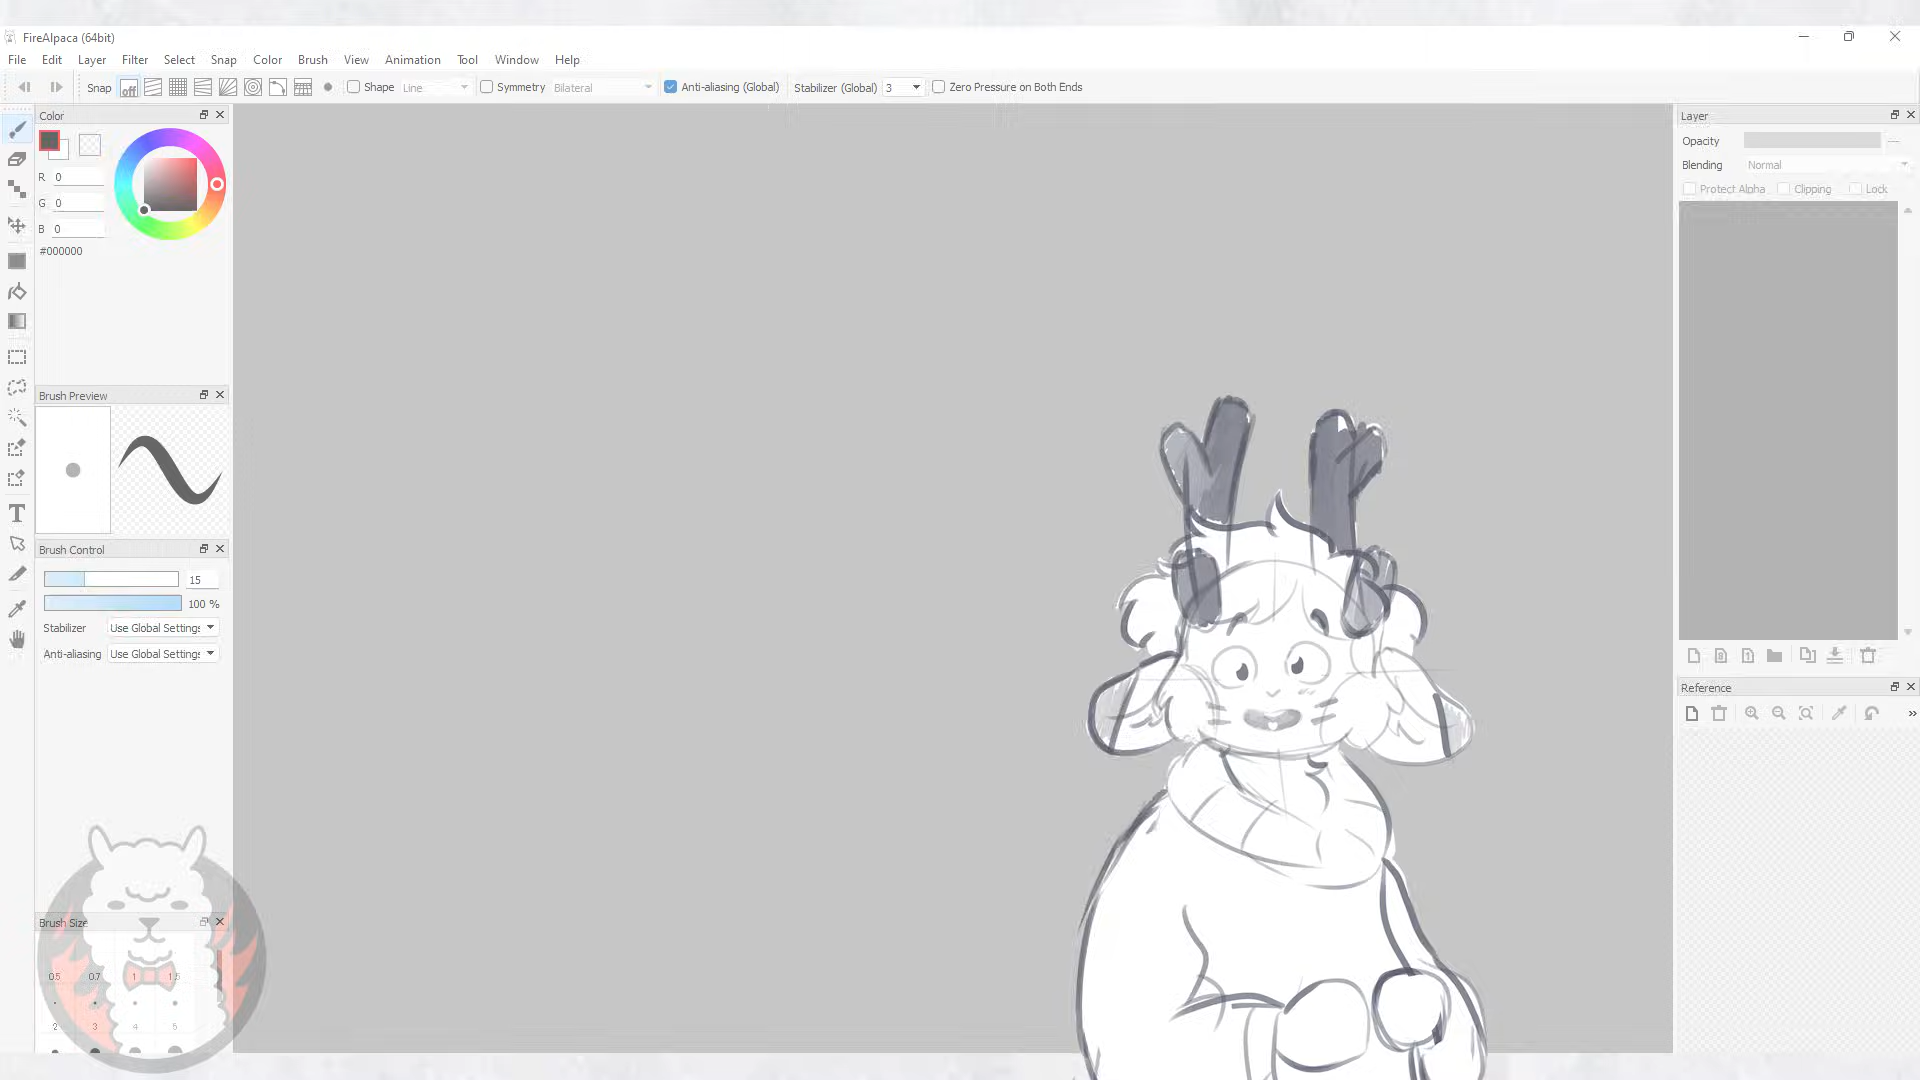 FireAlpaca (64bit)
File Edit Layer Filter Select Snap Color Brush View Animation Tool Window Help
Snap off Shape Line Symmetry Bilateral Anti-aliasing (Global) Stabilizer (Global) 3 Zero Pressure on Both Ends
Color
R 0
G 0
B 0
#000000
Brush Preview
Brush Control
15
100 %
Stabilizer Use Global Settings
Anti-aliasing Use Global Settings
Brush Size
0.5 0.7 1 1.5
2 3 4 5
Layer
Opacity
Blending Normal
Protect Alpha Clipping Lock
Reference